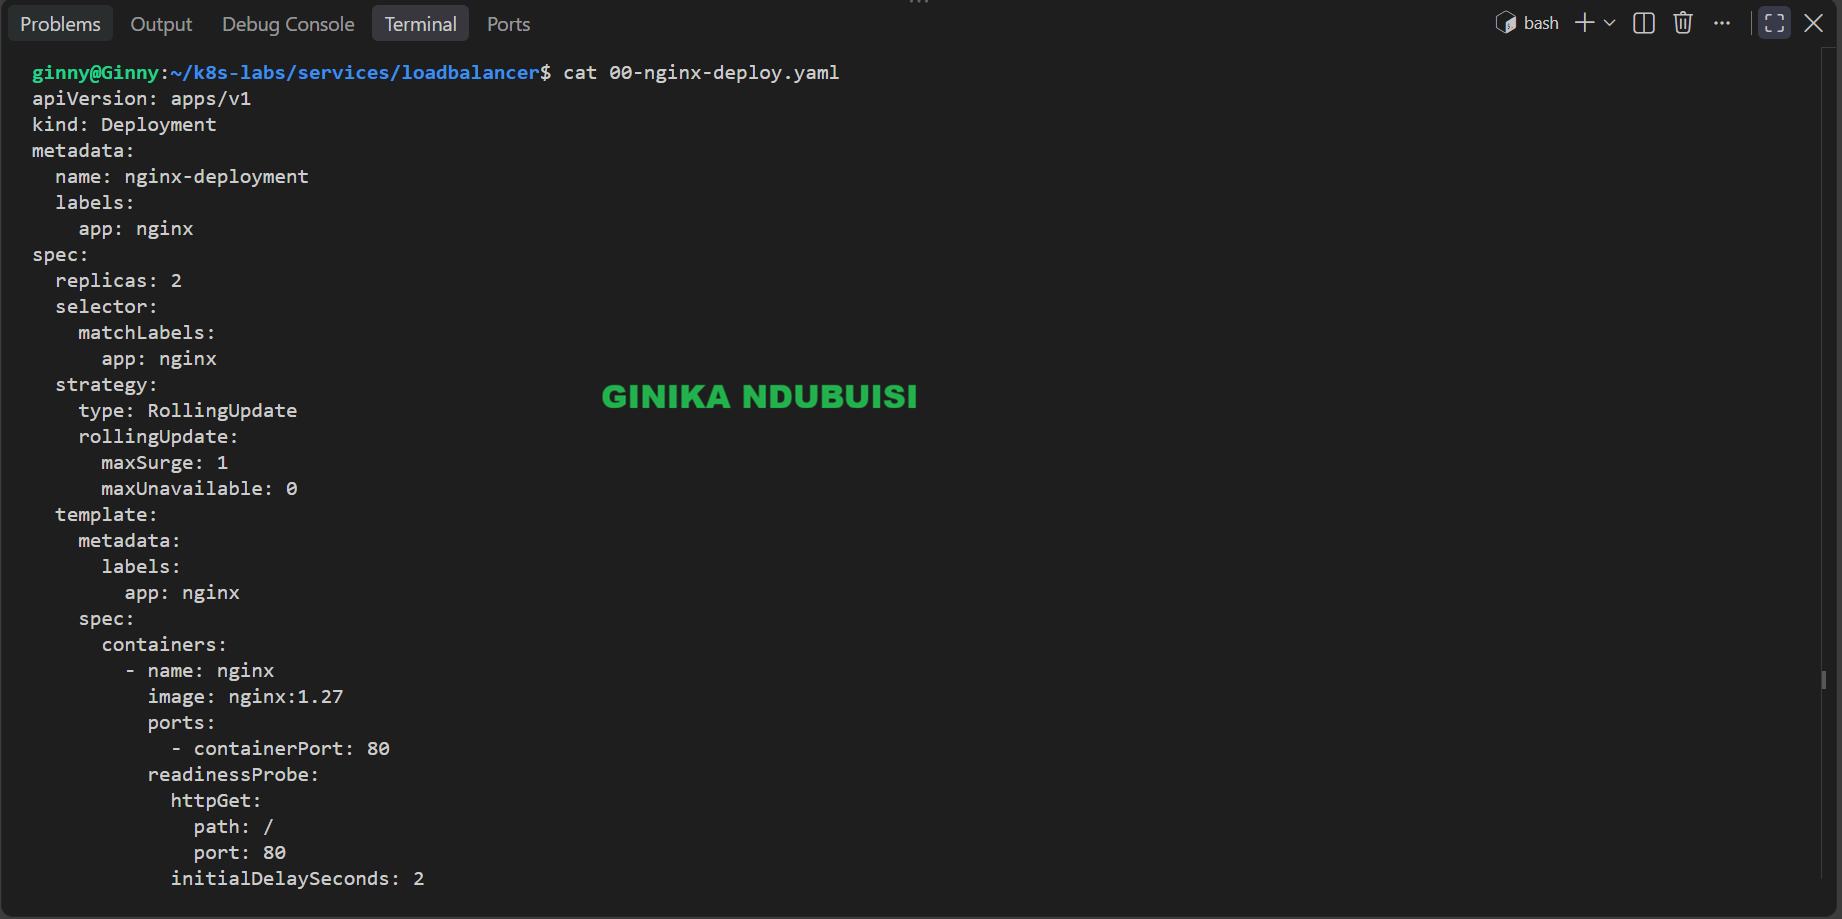 Problems Output Debug Console Terminal Ports bash
ginny@Ginny:~/k8s-labs/services/loadbalancer$ cat 00-nginx-deploy.yaml
apiVersion: apps/v1
kind: Deployment
metadata:
  name: nginx-deployment
  labels:
    app: nginx
spec:
  replicas: 2
  selector:
    matchLabels:
      app: nginx
  strategy:
    type: RollingUpdate
    rollingUpdate:
      maxSurge: 1
      maxUnavailable: 0
  template:
    metadata:
      labels:
        app: nginx
    spec:
      containers:
        - name: nginx
          image: nginx:1.27
          ports:
            - containerPort: 80
          readinessProbe:
            httpGet:
              path: /
              port: 80
            initialDelaySeconds: 2
GINIKA NDUBUISI